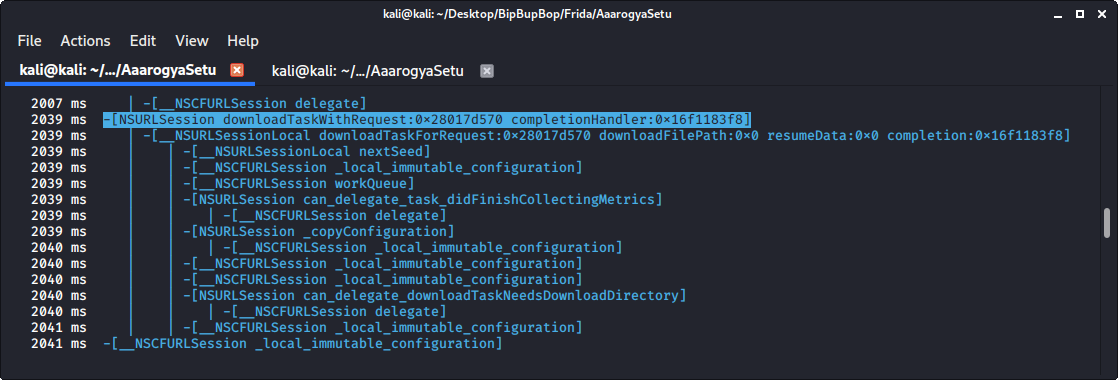 kali@kali: ~/Desktop/BipBupBop/Frida/AaarogyaSetu
File Actions Edit View Help
kali@kali: ~/.../AaarogyaSetu kali@kali: ~/.../AaarogyaSetu
2007 ms | -[__NSCFURLSession delegate]
2039 ms -[NSURLSession downloadTaskWithRequest:0×28017d570 completionHandler:0×16f1183f8]
2039 ms | -[__NSURLSessionLocal downloadTaskForRequest:0×28017d570 downloadFilePath:0×0 resumeData:0×0 completion:0×16f1183f8]
2039 ms | | -[__NSURLSessionLocal nextSeed]
2039 ms | | -[__NSCFURLSession _local_immutable_configuration]
2039 ms | | -[__NSCFURLSession workQueue]
2039 ms | | -[NSURLSession can_delegate_task_didFinishCollectingMetrics]
2039 ms | | | -[__NSCFURLSession delegate]
2039 ms | | -[NSURLSession _copyConfiguration]
2040 ms | | | -[__NSCFURLSession _local_immutable_configuration]
2040 ms | | -[__NSCFURLSession _local_immutable_configuration]
2040 ms | | -[__NSCFURLSession _local_immutable_configuration]
2040 ms | | -[NSURLSession can_delegate_downloadTaskNeedsDownloadDirectory]
2040 ms | | | -[__NSCFURLSession delegate]
2041 ms | | -[__NSCFURLSession _local_immutable_configuration]
2041 ms -[__NSCFURLSession _local_immutable_configuration]